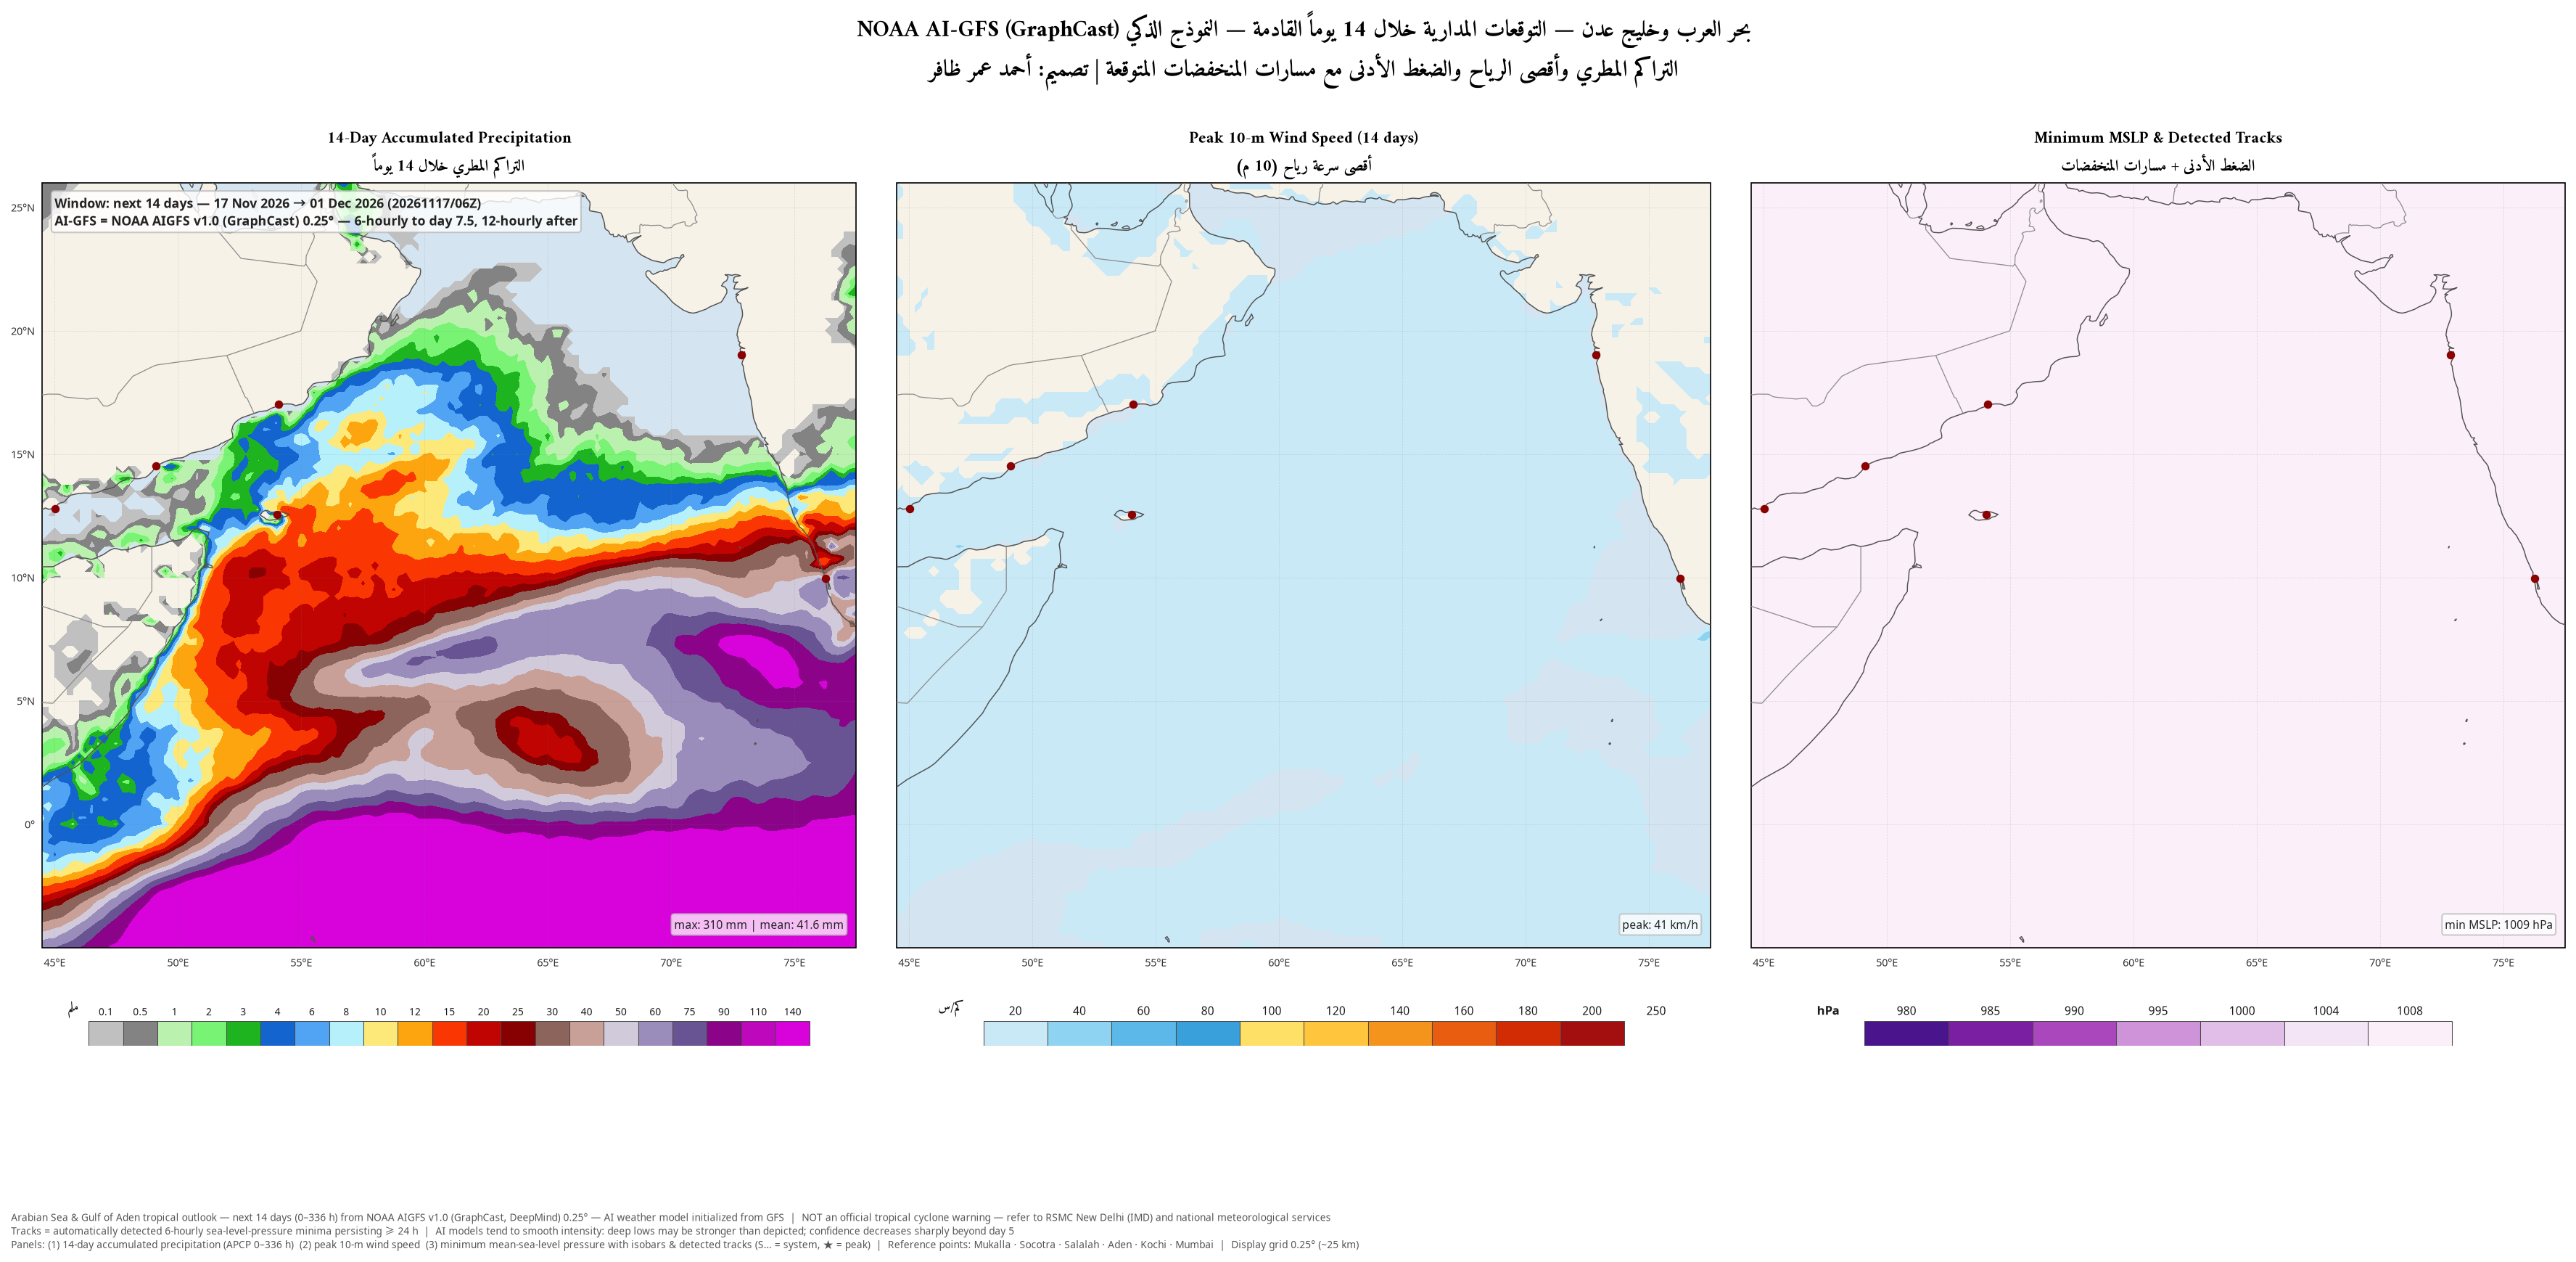 بحر العرب وخليج عدن — التوقعات المدارية خلال 14 يوماً القادمة — النموذج الذكي NOAA AI-GFS (GraphCast)
التراكم المطري وأقصى الرياح والضغط الأدنى مع مسارات المنخفضات المتوقعة | تصميم: أحمد عمر ظافر
14-Day Accumulated Precipitation
التراكم المطري خلال 14 يوماً
Window: next 14 days — 17 Nov 2026 → 01 Dec 2026 (20261117/06Z)
AI-GFS = NOAA AIGFS v1.0 (GraphCast) 0.25° — 6-hourly to day 7.5, 12-hourly after
25°N
20°N
15°N
10°N
5°N
0°
max: 310 mm | mean: 41.6 mm
45°E 50°E 55°E 60°E 65°E 70°E 75°E
ملم 0.1 0.5 1 2 3 4 6 8 10 12 15 20 25 30 40 50 60 75 90 110 140
Peak 10-m Wind Speed (14 days)
أقصى سرعة رياح (10 م)
peak: 41 km/h
45°E 50°E 55°E 60°E 65°E 70°E 75°E
كم/س 20 40 60 80 100 120 140 160 180 200 250
Minimum MSLP & Detected Tracks
الضغط الأدنى + مسارات المنخفضات
min MSLP: 1009 hPa
45°E 50°E 55°E 60°E 65°E 70°E 75°E
hPa 980 985 990 995 1000 1004 1008
Arabian Sea & Gulf of Aden tropical outlook — next 14 days (0–336 h) from NOAA AIGFS v1.0 (GraphCast, DeepMind) 0.25° — AI weather model initialized from GFS | NOT an official tropical cyclone warning — refer to RSMC New Delhi (IMD) and national meteorological services
Tracks = automatically detected 6-hourly sea-level-pressure minima persisting ⩾ 24 h | AI models tend to smooth intensity: deep lows may be stronger than depicted; confidence decreases sharply beyond day 5
Panels: (1) 14-day accumulated precipitation (APCP 0–336 h) (2) peak 10-m wind speed (3) minimum mean-sea-level pressure with isobars & detected tracks (S… = system, ★ = peak) | Reference points: Mukalla · Socotra · Salalah · Aden · Kochi · Mumbai | Display grid 0.25° (~25 km)